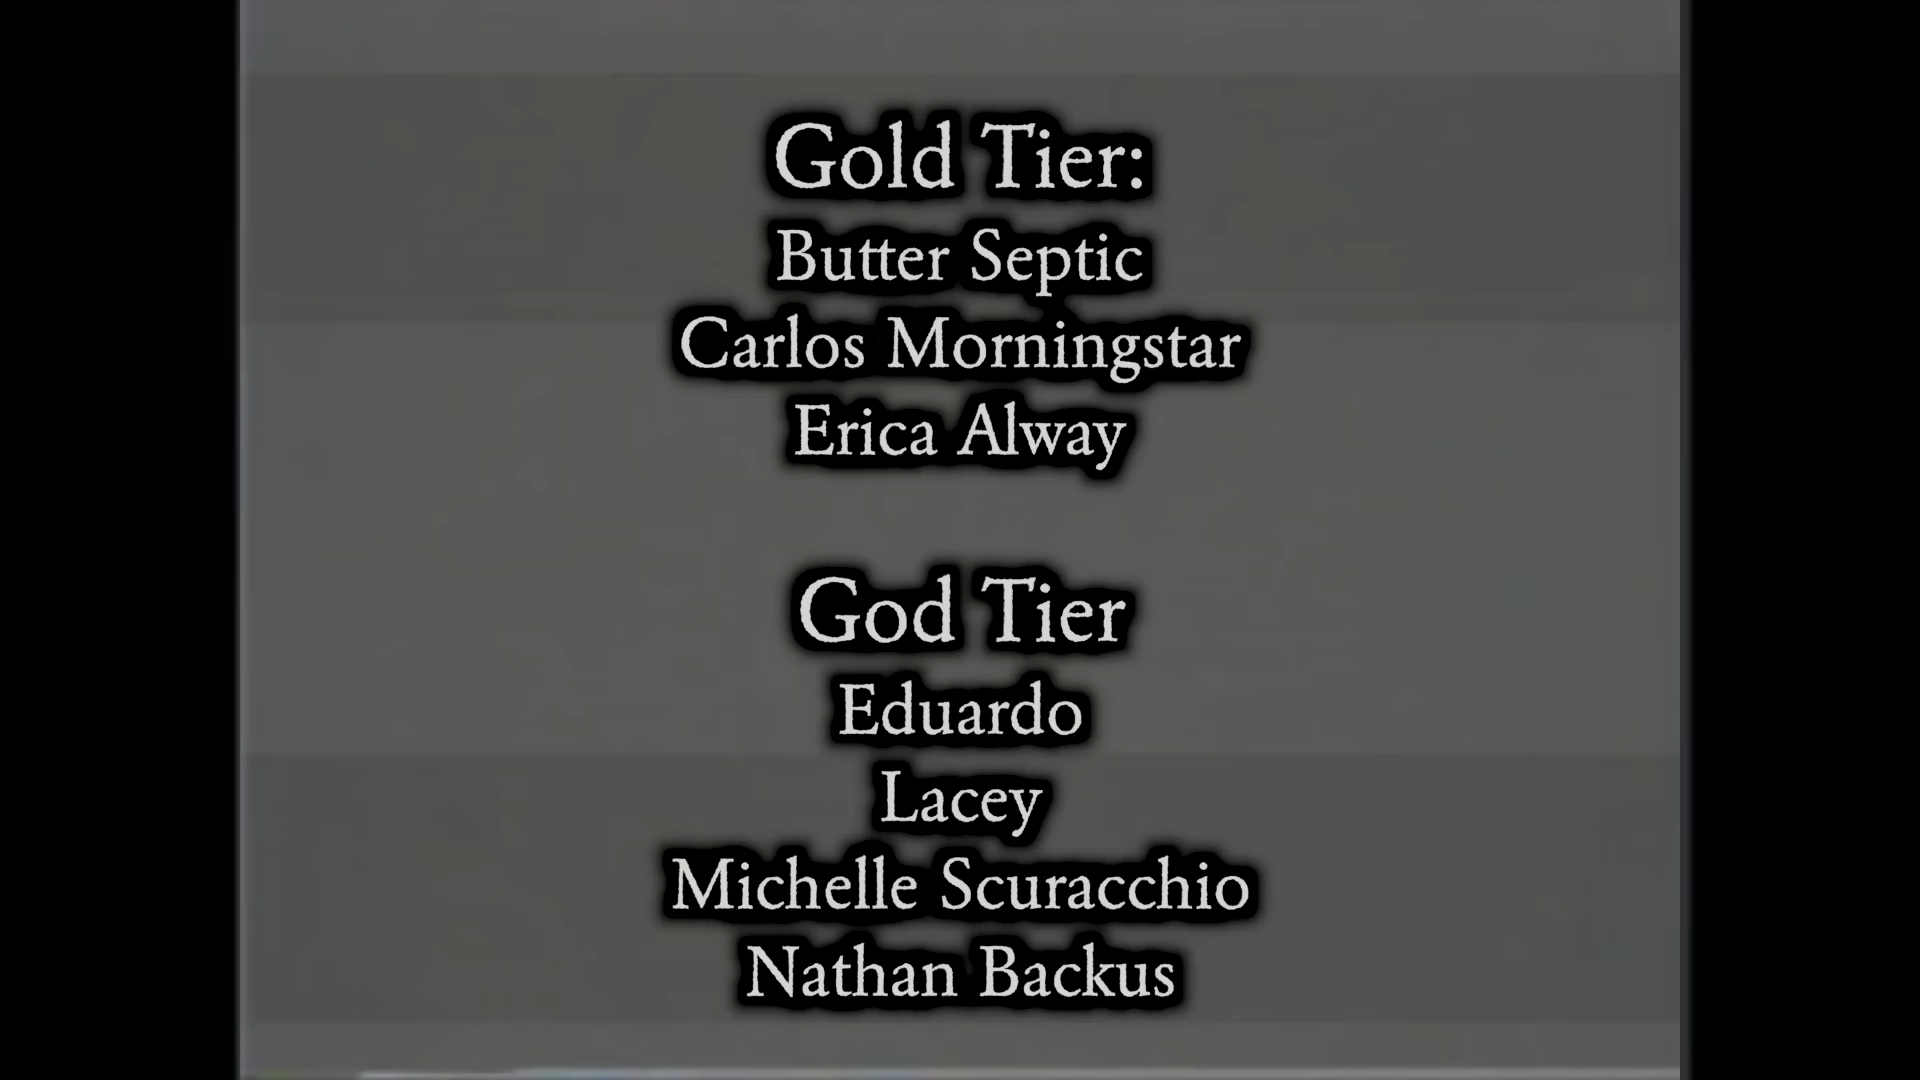 Gold Tier:
Butter Septic
Carlos Morningstar
Erica Alway
God Tier
Eduardo
Lacey
Michelle Scuracchio
Nathan Backus